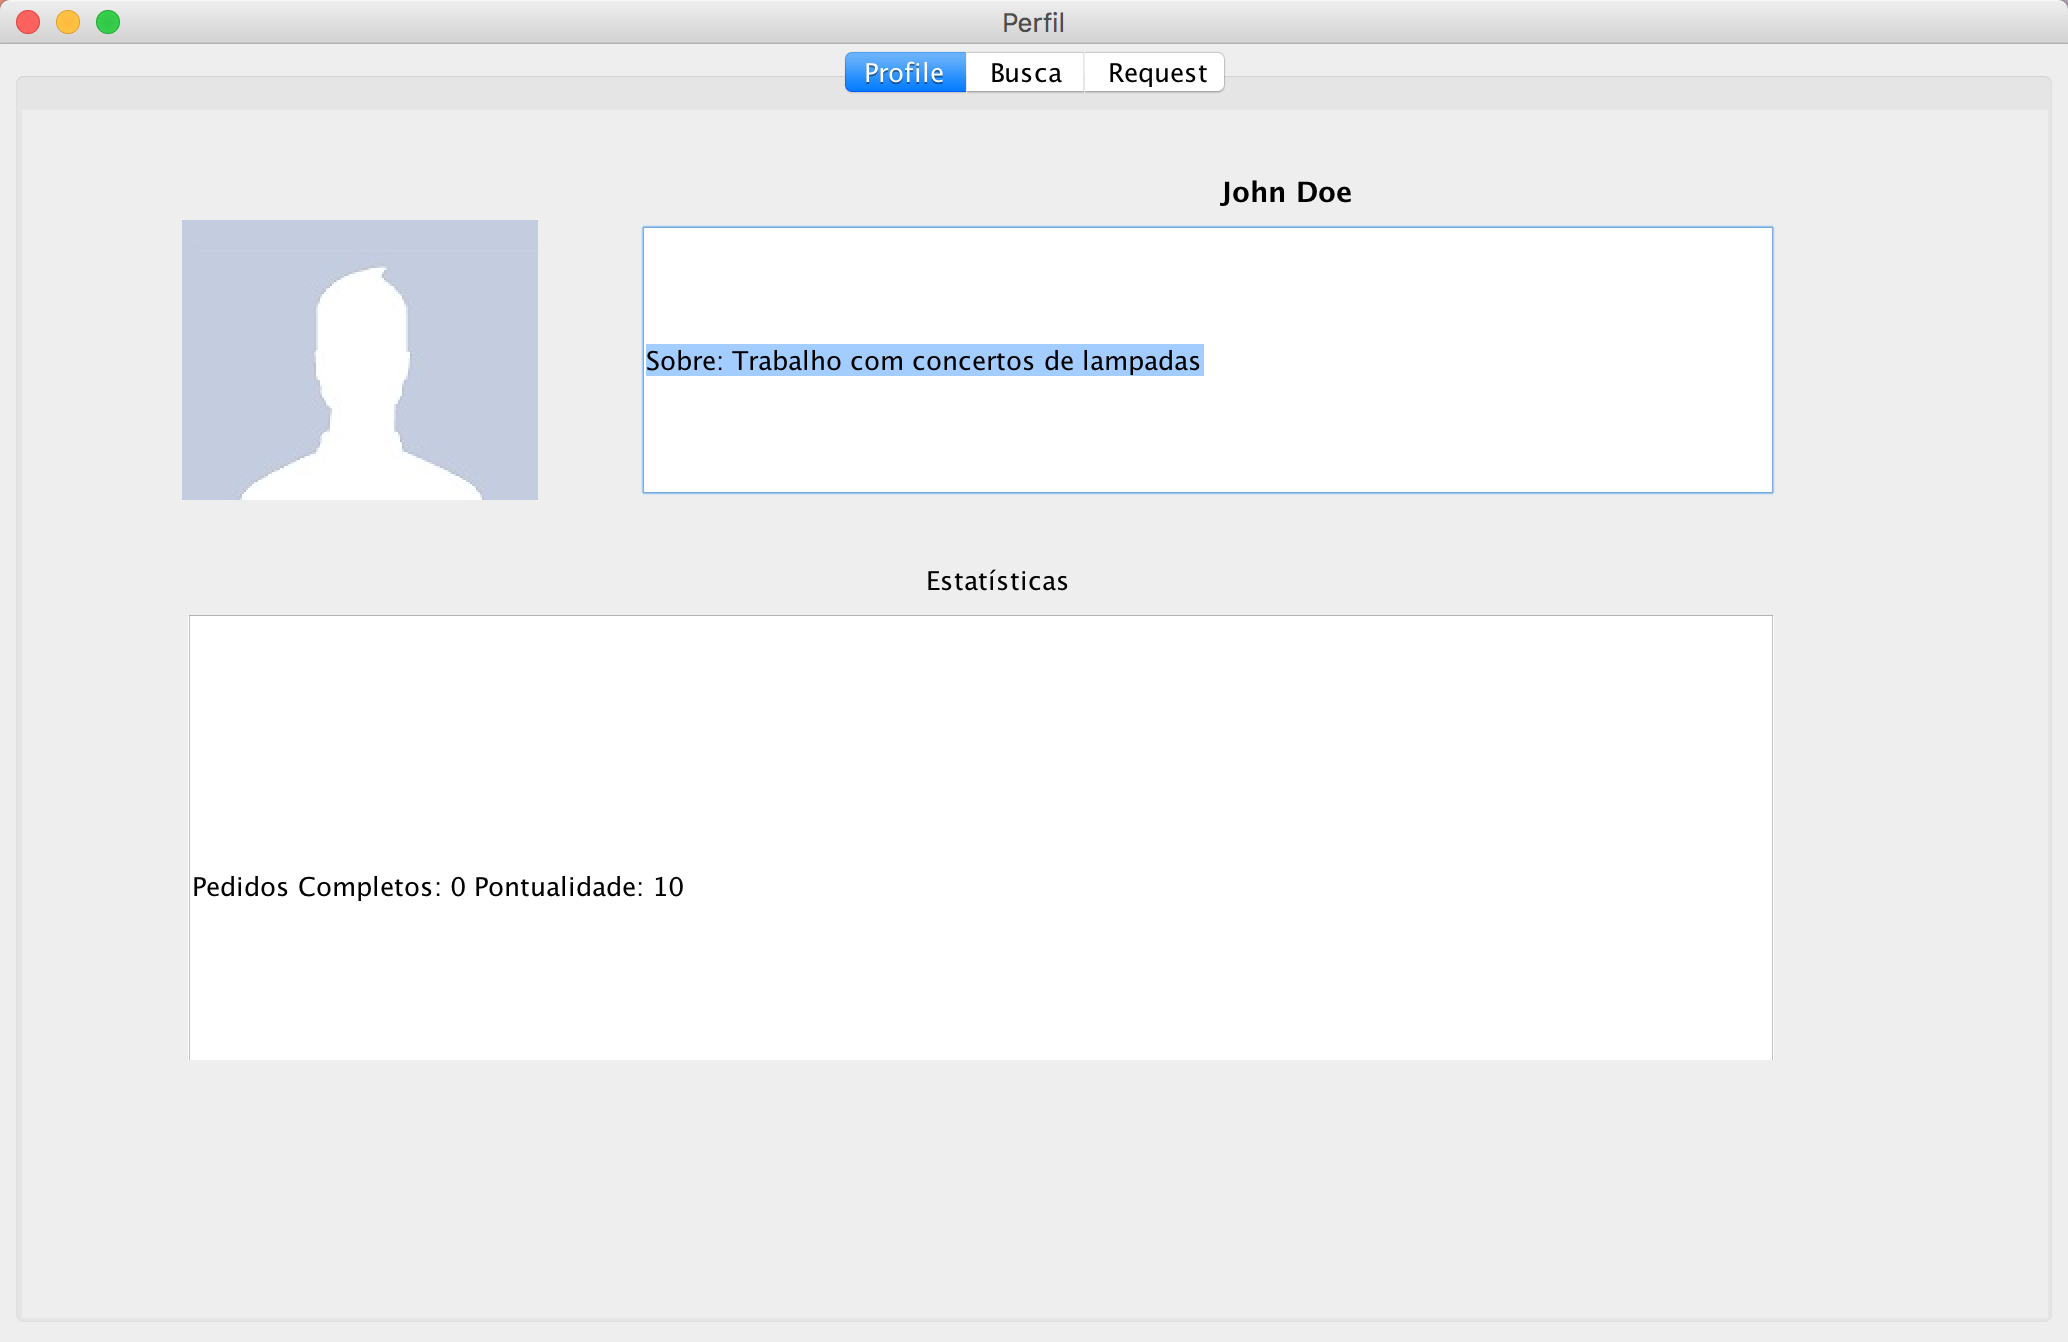 Perfil
Profile Busca Request
John Doe
Sobre: Trabalho com concertos de lampadas
Estatísticas
Pedidos Completos: 0 Pontualidade: 10